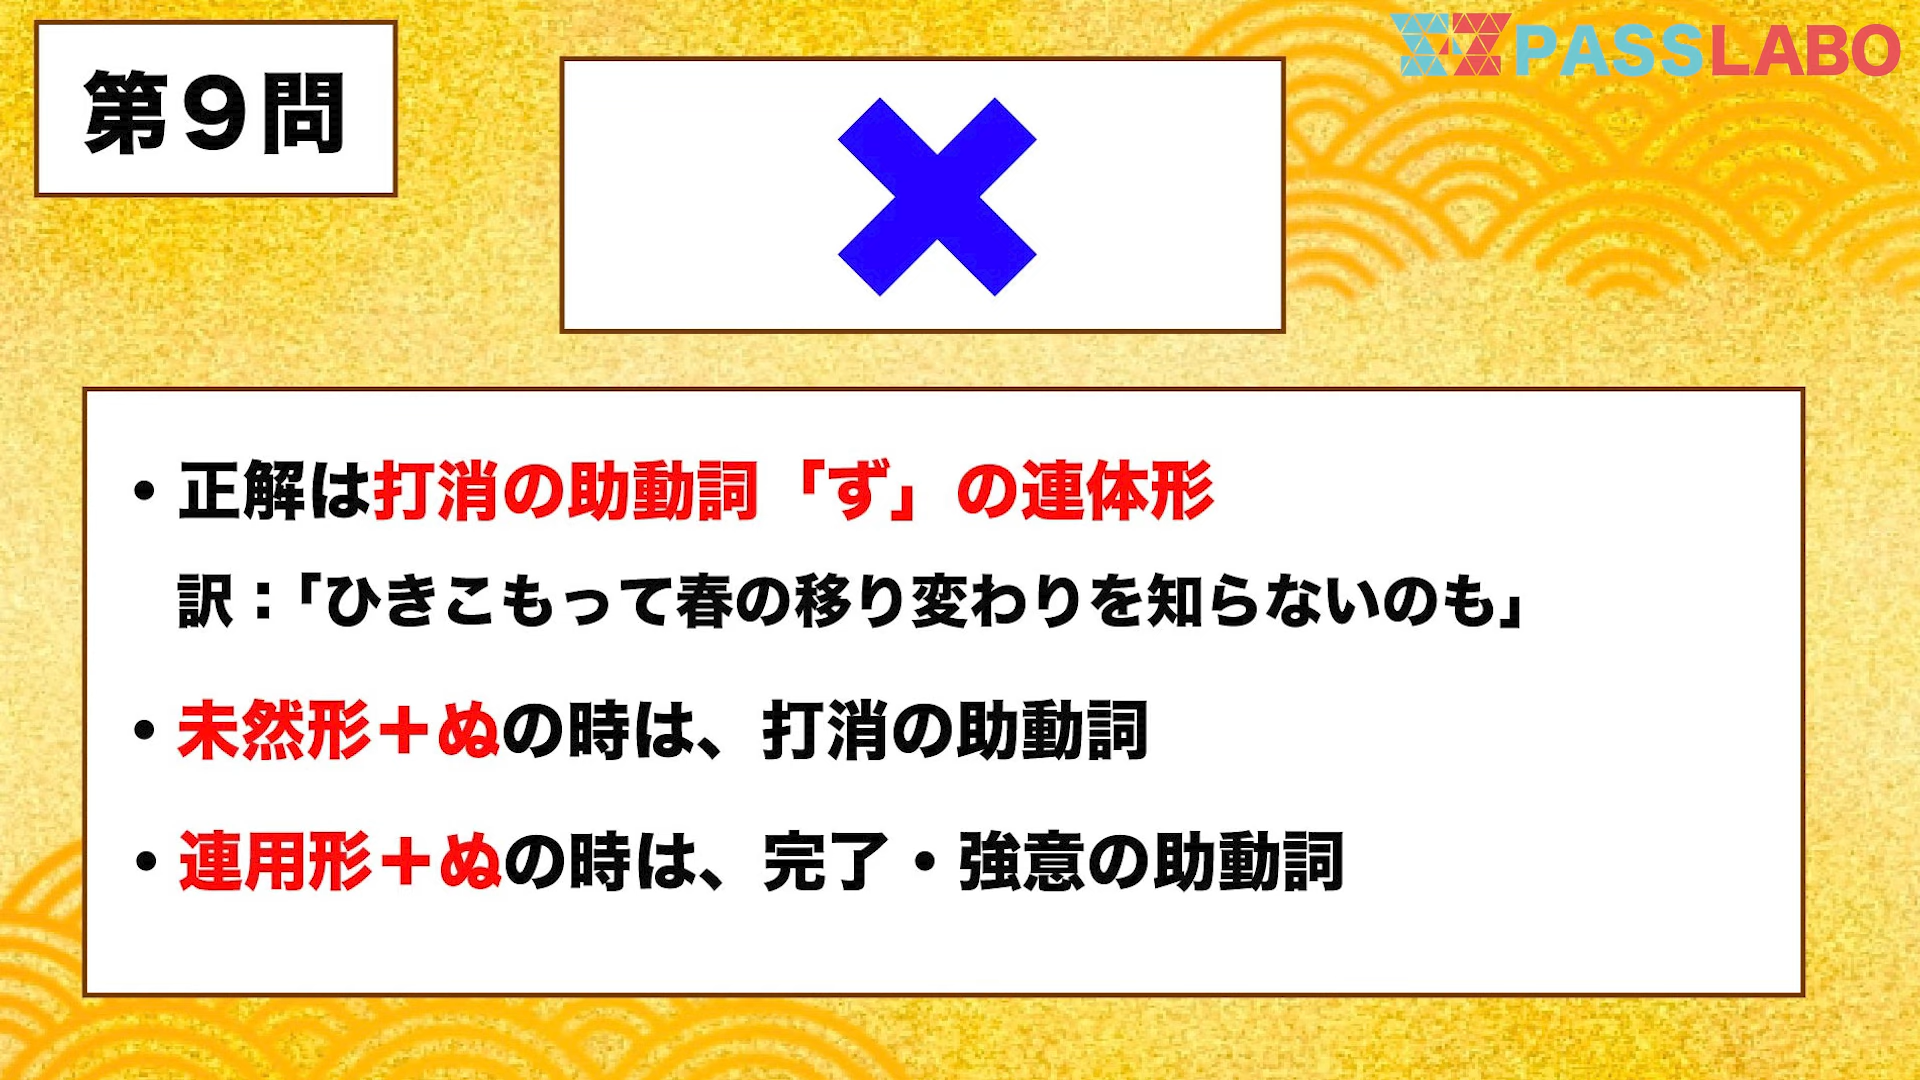 第9問
PASSLABO
・正解は打消の助動詞「ず」の連体形
訳：「ひきこもって春の移り変わりを知らないのも」
・未然形＋ぬの時は、打消の助動詞
・連用形＋ぬの時は、完了・強意の助動詞